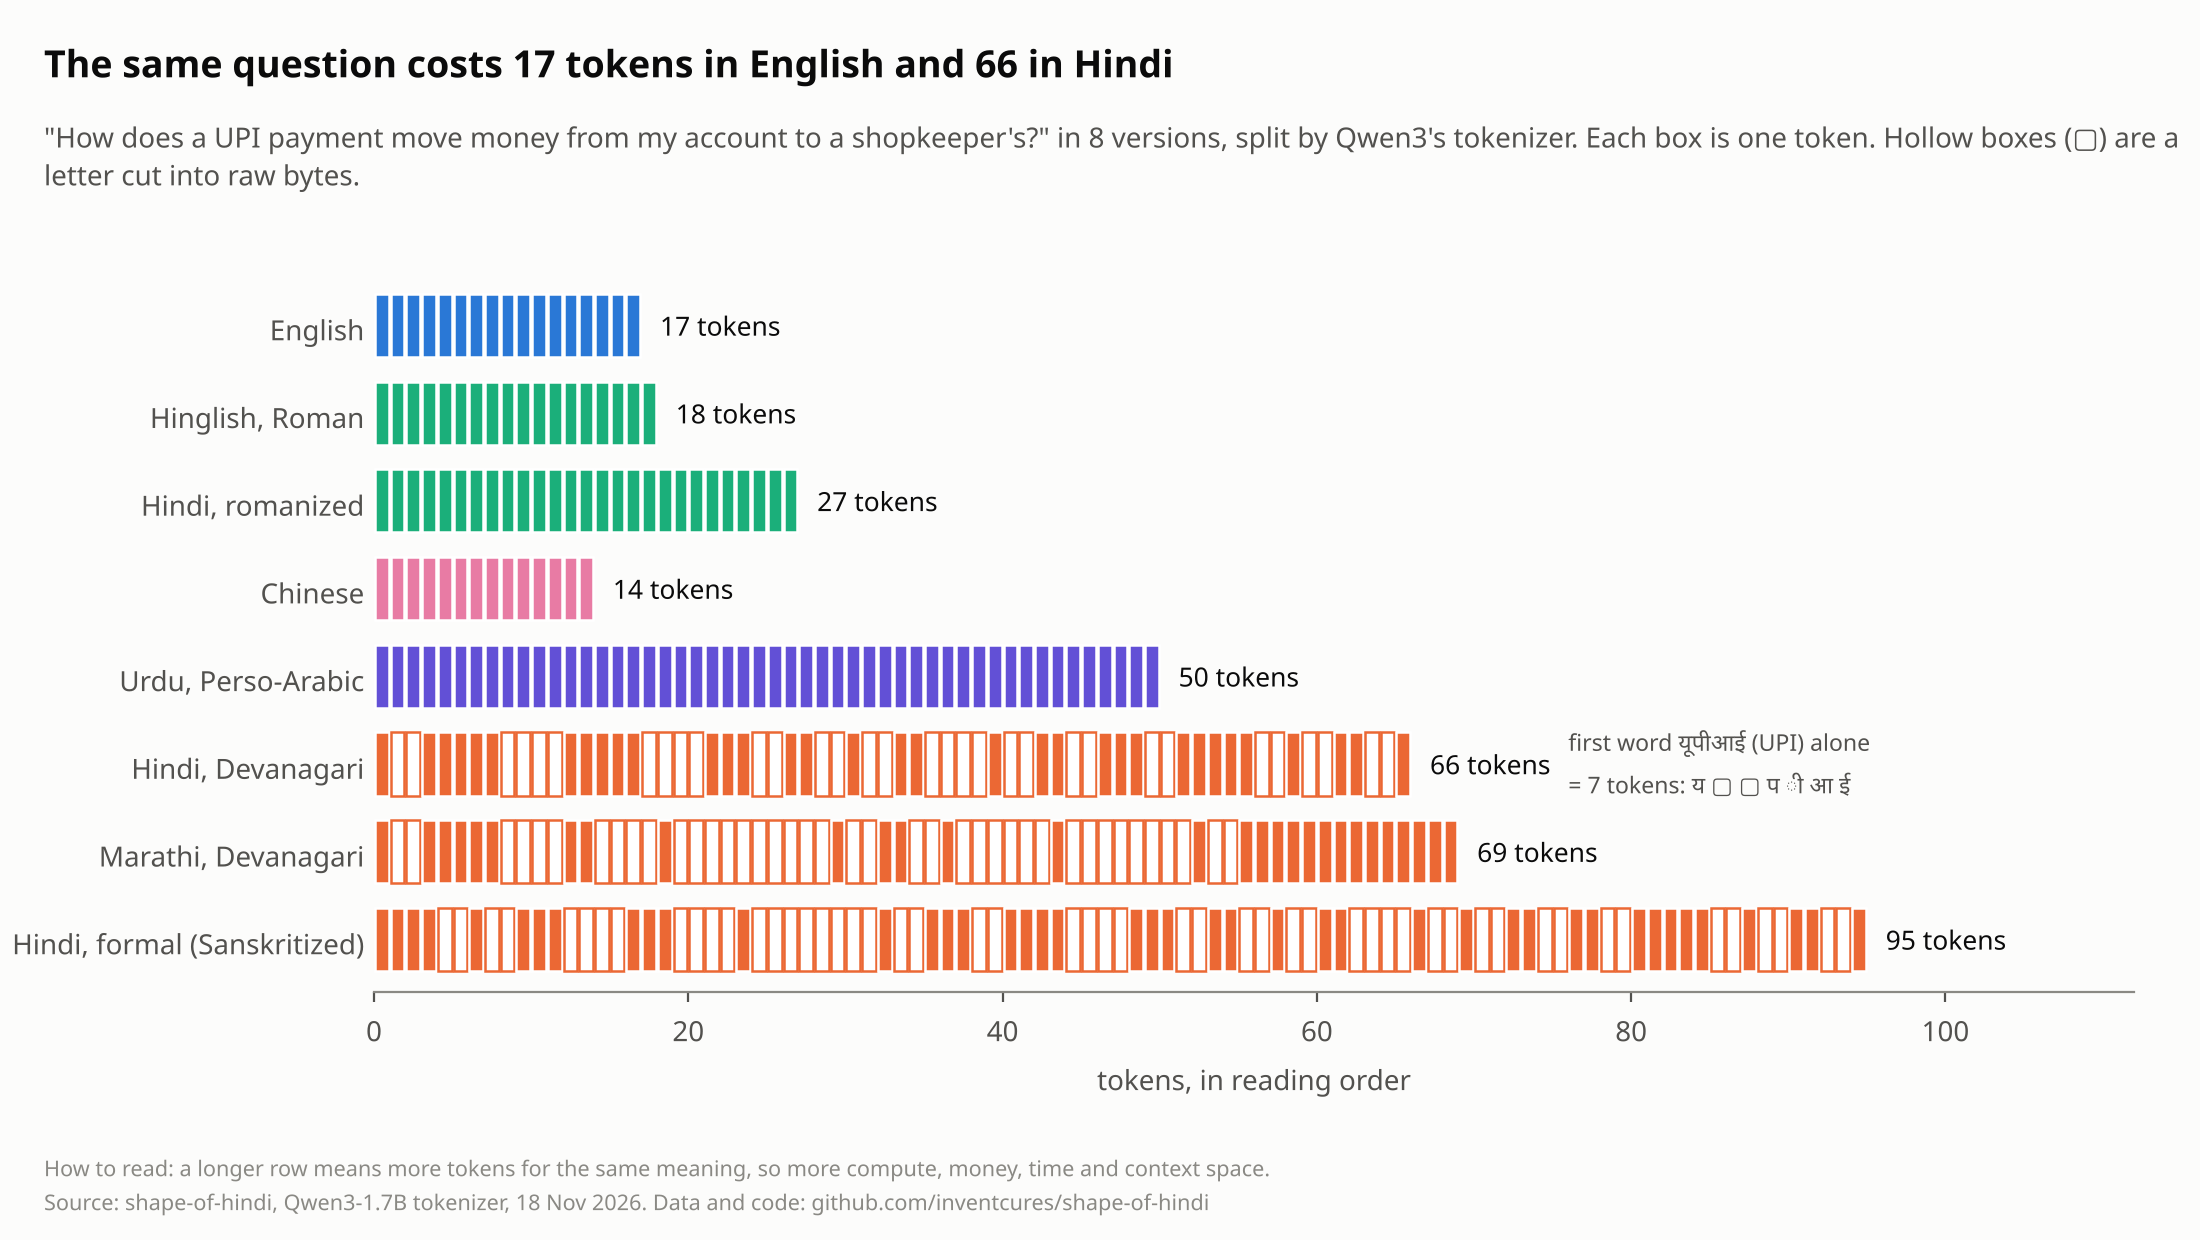 The same question costs 17 tokens in English and 66 in Hindi
"How does a UPI payment move money from my account to a shopkeeper's?" in 8 versions, split by Qwen3's tokenizer. Each box is one token. Hollow boxes (▢) are a
letter cut into raw bytes.
English
17 tokens
Hinglish, Roman
18 tokens
Hindi, romanized
27 tokens
Chinese
14 tokens
Urdu, Perso-Arabic
50 tokens
Hindi, Devanagari
66 tokens
first word यूपीआई (UPI) alone
= 7 tokens: य ▢ ▢ प ी आ ई
Marathi, Devanagari
69 tokens
Hindi, formal (Sanskritized)
95 tokens
0 20 40 60 80 100
tokens, in reading order
How to read: a longer row means more tokens for the same meaning, so more compute, money, time and context space.
Source: shape-of-hindi, Qwen3-1.7B tokenizer, 18 Nov 2026. Data and code: github.com/inventcures/shape-of-hindi